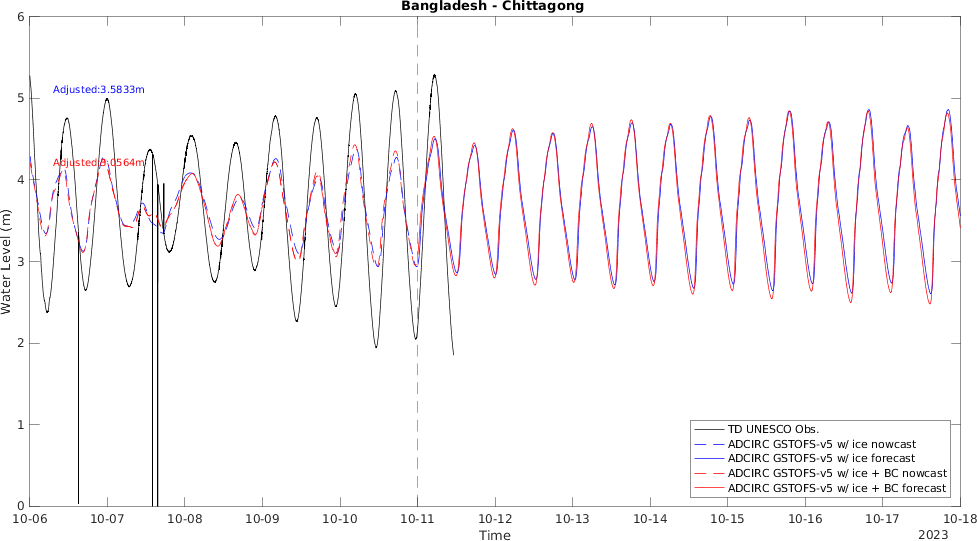 Bangladesh - Chittagong
6
5
4
3
2
1
0
Water Level (m)
Adjusted:3.5833m
Adjusted:3.0564m
TD UNESCO Obs.
ADCIRC GSTOFS-v5 w/ ice nowcast
ADCIRC GSTOFS-v5 w/ ice forecast
ADCIRC GSTOFS-v5 w/ ice + BC nowcast
ADCIRC GSTOFS-v5 w/ ice + BC forecast
10-06 10-07 10-08 10-09 10-10 10-11 10-12 10-13 10-14 10-15 10-16 10-17 10-18
Time
2023